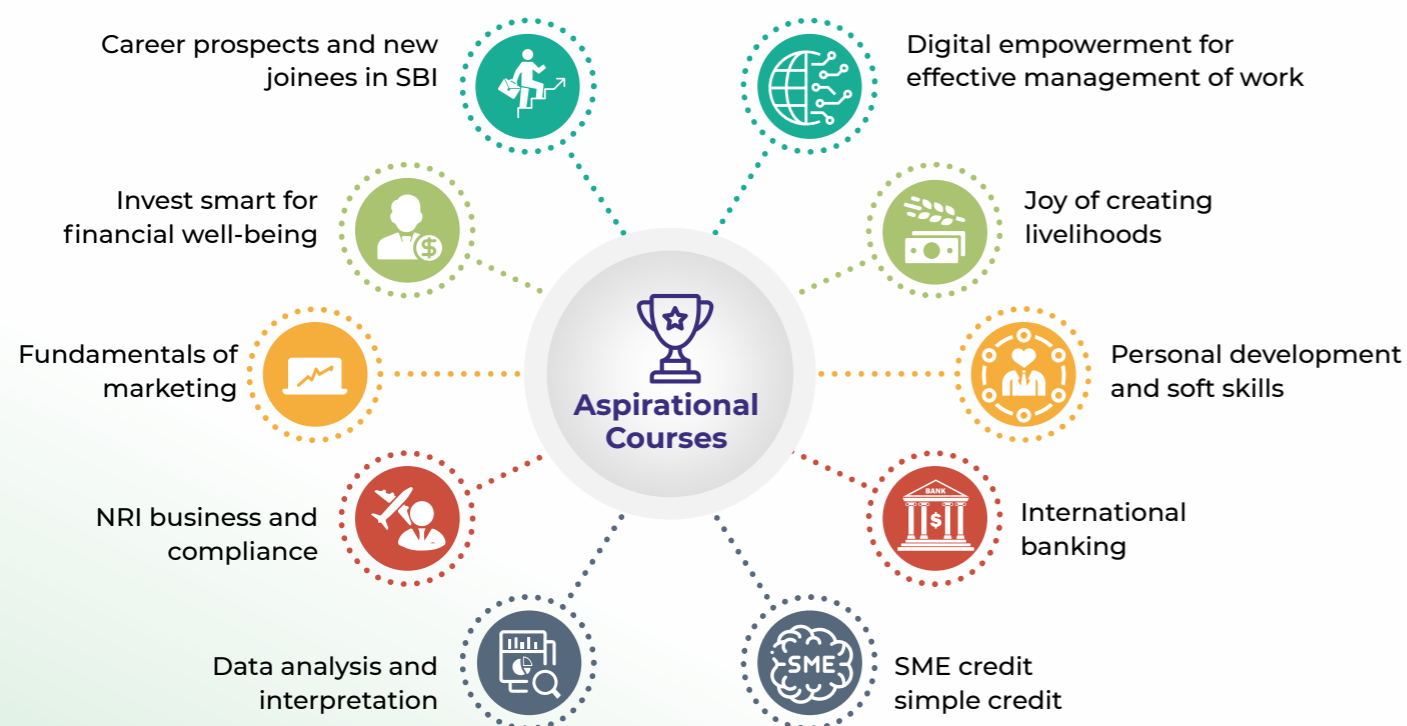 Career prospects and new
joinees in SBI
Digital empowerment for
effective management of work
Invest smart for
financial well-being
$
Joy of creating
livelihoods
Aspirational
Courses
Fundamentals of
marketing
Personal development
and soft skills
NRI business and
compliance
BANK
$
International
banking
Data analysis and
interpretation
SME
SME credit
simple credit